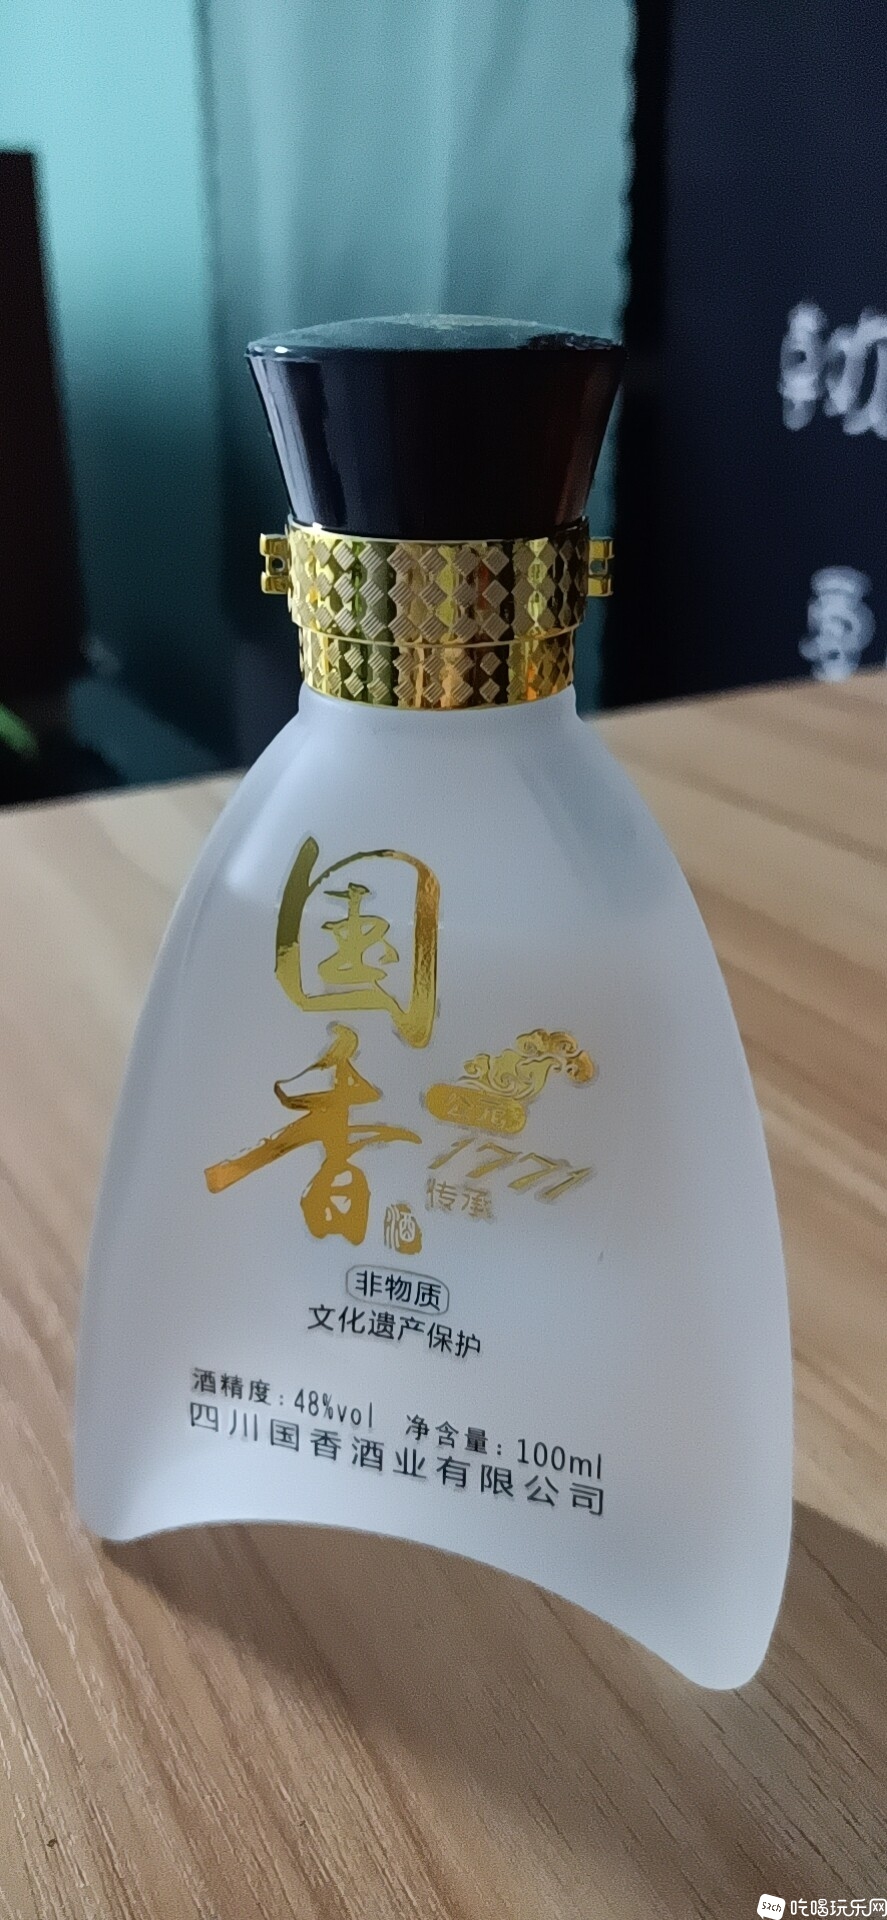 国香
酒
公元
1771
传承
非物质
文化遗产保护
酒精度：48%vol 净含量：100ml
四川国香酒业有限公司
52ch 吃喝玩乐网